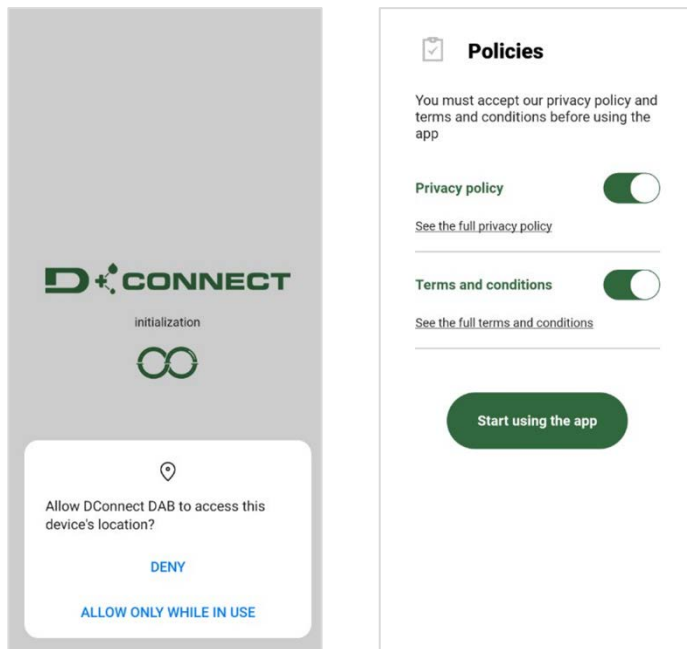 D CONNECT
initialization
Allow DConnect DAB to access this
device's location?
DENY
ALLOW ONLY WHILE IN USE
Policies
You must accept our privacy policy and
terms and conditions before using the
app
Privacy policy
See the full privacy policy
Terms and conditions
See the full terms and conditions
Start using the app